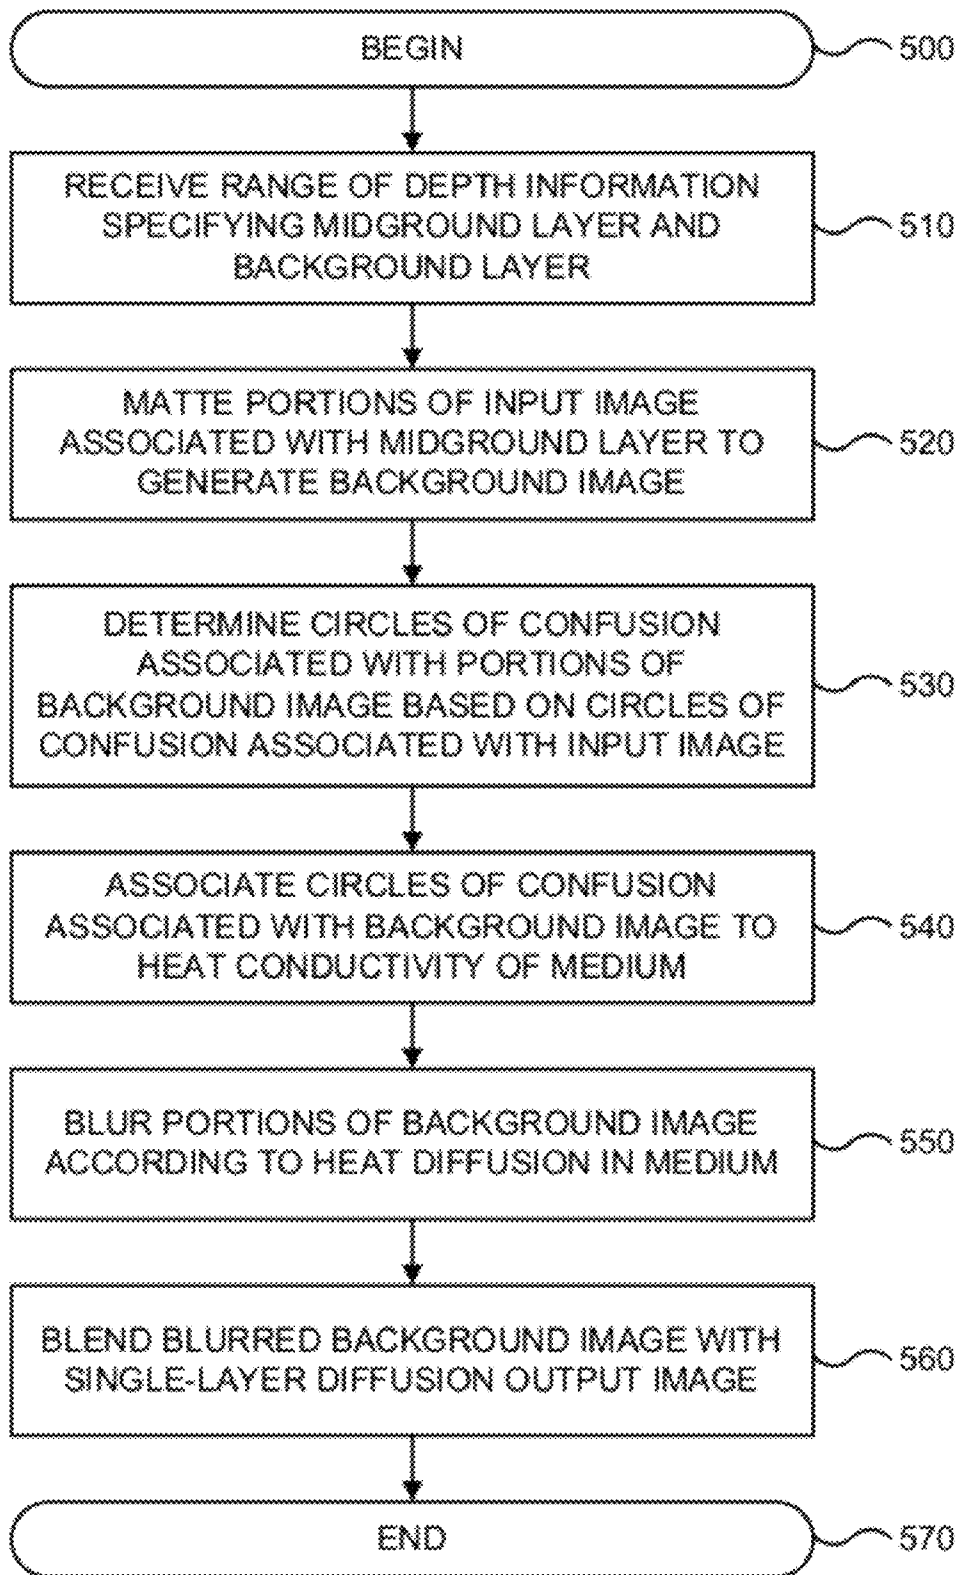 BEGIN
500
RECEIVE RANGE OF DEPTH INFORMATION
SPECIFYING MIDGROUND LAYER AND
BACKGROUND LAYER
510
MATTE PORTIONS OF INPUT IMAGE
ASSOCIATED WITH MIDGROUND LAYER TO
GENERATE BACKGROUND IMAGE
520
DETERMINE CIRCLES OF CONFUSION
ASSOCIATED WITH PORTIONS OF
BACKGROUND IMAGE BASED ON CIRCLES OF
CONFUSION ASSOCIATED WITH INPUT IMAGE
530
ASSOCIATE CIRCLES OF CONFUSION
ASSOCIATED WITH BACKGROUND IMAGE TO
HEAT CONDUCTIVITY OF MEDIUM
540
BLUR PORTIONS OF BACKGROUND IMAGE
ACCORDING TO HEAT DIFFUSION IN MEDIUM
550
BLEND BLURRED BACKGROUND IMAGE WITH
SINGLE-LAYER DIFFUSION OUTPUT IMAGE
560
END
570